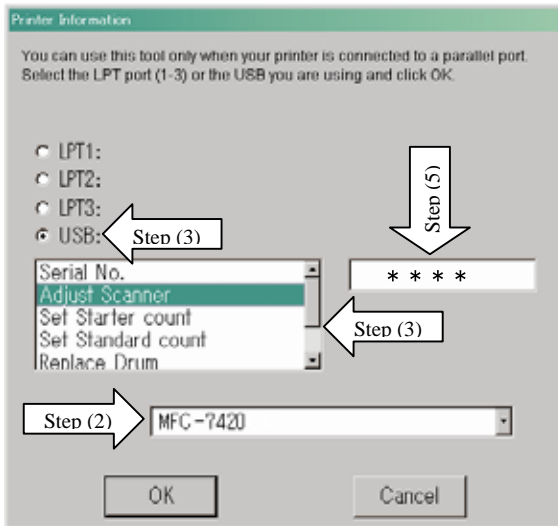 Printer Information
You can use this tool only when your printer is connected to a parallel port.
Select the LPT port (1-3) or the USB you are using and click OK.
LPT1:
LPT2:
LPT3:
USB:
Step (3)
Step (5)
Serial No.
Adjust Scanner
Set Starter count
Set Standard count
Replace Drum
* * * *
Step (3)
Step (2)
MFC-7420
OK
Cancel